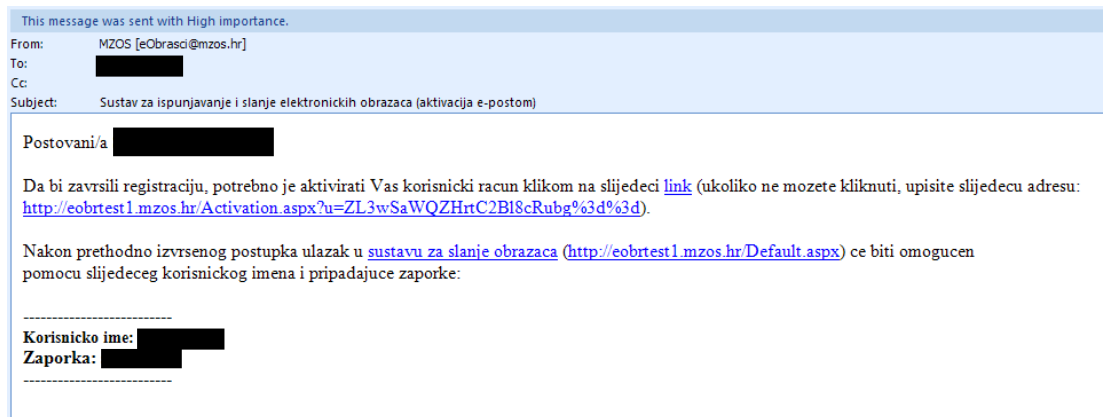 This message was sent with High importance.
From: MZOS [eObrasci@mzos.hr]
To:
Cc:
Subject: Sustav za ispunjavanje i slanje elektronickih obrazaca (aktivacija e-postom)
Postovani/a
Da bi zavrsili registraciju, potrebno je aktivirati Vas korisnicki racun klikom na slijedeci link (ukoliko ne mozete kliknuti, upisite slijedecu adresu:
http://eobrtest1.mzos.hr/Activation.aspx?u=ZL3wSaWQZHrtC2Bl8cRubg%3d%3d).
Nakon prethodno izvrsenog postupka ulazak u sustavu za slanje obrazaca (http://eobrtest1.mzos.hr/Default.aspx) ce biti omogucen
pomocu slijedeceg korisnickog imena i pripadajuce zaporke:
---------------------------
Korisnicko ime:
Zaporka:
---------------------------